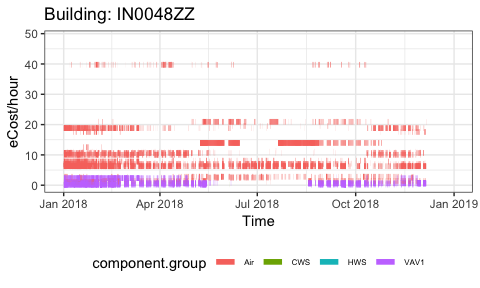 Building: IN0048ZZ
50
40
30
20
10
0
eCost/hour
Jan 2018 Apr 2018 Jul 2018 Oct 2018 Jan 2019
Time
component.group Air CWS HWS VAV1